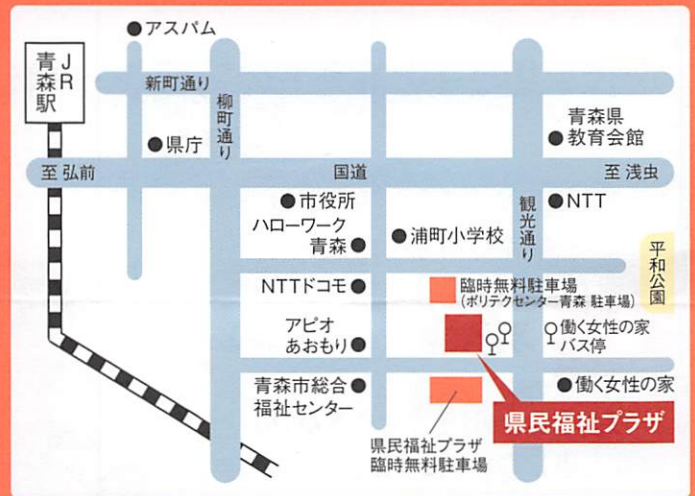 アスパム
JR
青森駅
新町通り
柳町通り
青森県
教育会館
県庁
至 弘前
国道
至 浅虫
市役所
観光通り
NTT
ハローワーク
青森
浦町小学校
平和公園
NTTドコモ
臨時無料駐車場
(ポリテクセンター青森 駐車場)
アピオ
あおもり
働く女性の家
バス停
青森市総合
福祉センター
働く女性の家
県民福祉プラザ
県民福祉プラザ
臨時無料駐車場